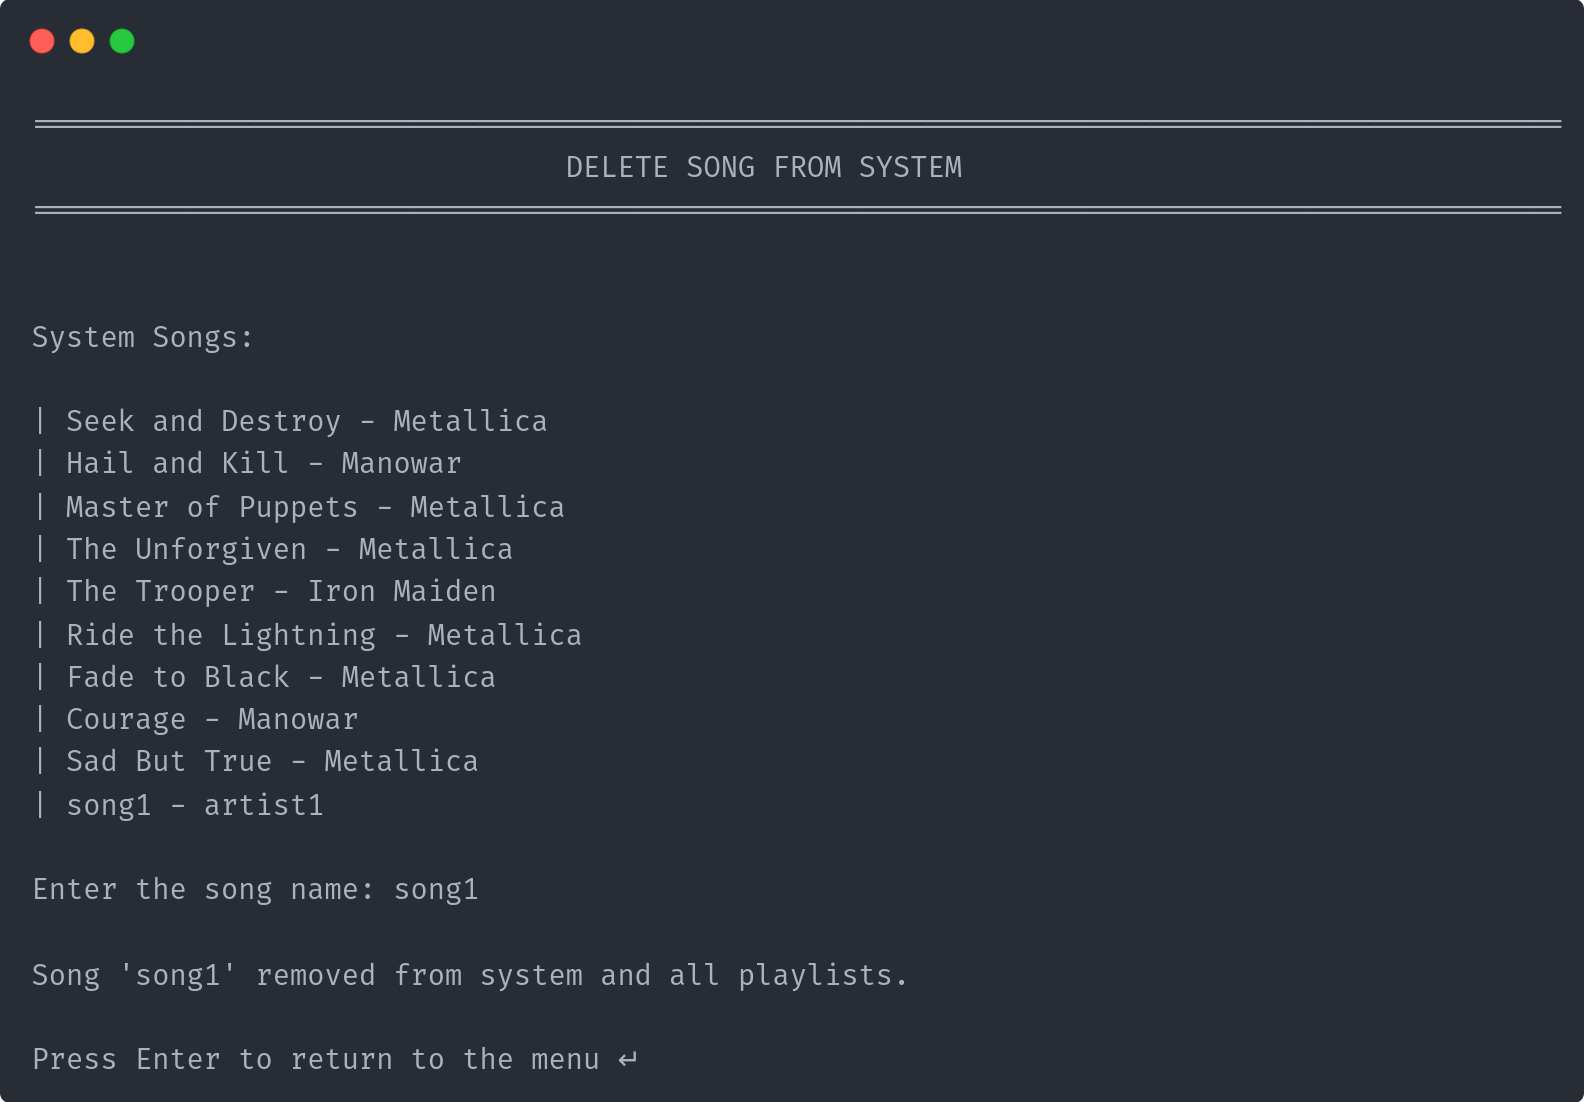 DELETE SONG FROM SYSTEM
System Songs:
| Seek and Destroy - Metallica
| Hail and Kill - Manowar
| Master of Puppets - Metallica
| The Unforgiven - Metallica
| The Trooper - Iron Maiden
| Ride the Lightning - Metallica
| Fade to Black - Metallica
| Courage - Manowar
| Sad But True - Metallica
| song1 - artist1
Enter the song name: song1
Song 'song1' removed from system and all playlists.
Press Enter to return to the menu ↵